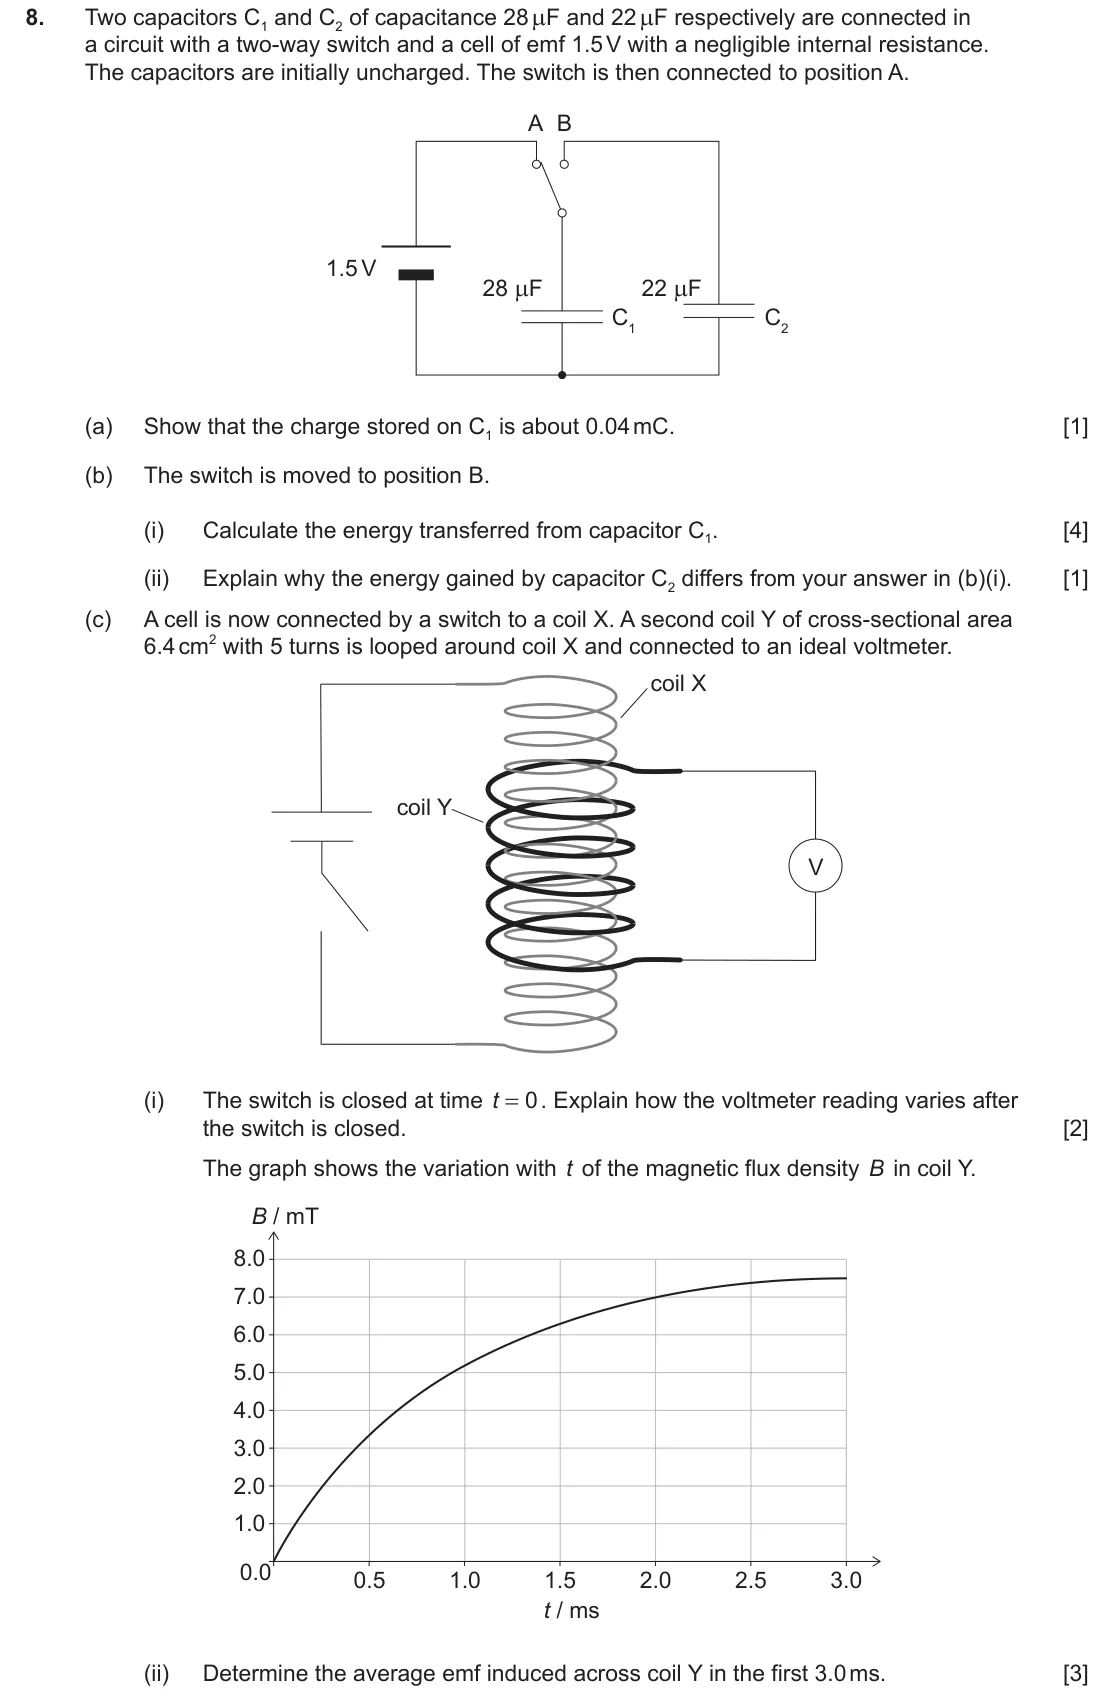 8. Two capacitors C1 and C2 of capacitance 28 μF and 22 μF respectively are connected in
a circuit with a two-way switch and a cell of emf 1.5 V with a negligible internal resistance.
The capacitors are initially uncharged. The switch is then connected to position A.
A B
1.5 V
28 μF
22 μF
C1
C2
(a) Show that the charge stored on C1 is about 0.04 mC. [1]
(b) The switch is moved to position B.
(i) Calculate the energy transferred from capacitor C1. [4]
(ii) Explain why the energy gained by capacitor C2 differs from your answer in (b)(i). [1]
(c) A cell is now connected by a switch to a coil X. A second coil Y of cross-sectional area
6.4 cm² with 5 turns is looped around coil X and connected to an ideal voltmeter.
coil X
coil Y
V
(i) The switch is closed at time t = 0. Explain how the voltmeter reading varies after
the switch is closed. [2]
The graph shows the variation with t of the magnetic flux density B in coil Y.
B / mT
8.0
7.0
6.0
5.0
4.0
3.0
2.0
1.0
0.0
0.5 1.0 1.5 2.0 2.5 3.0
t / ms
(ii) Determine the average emf induced across coil Y in the first 3.0 ms. [3]